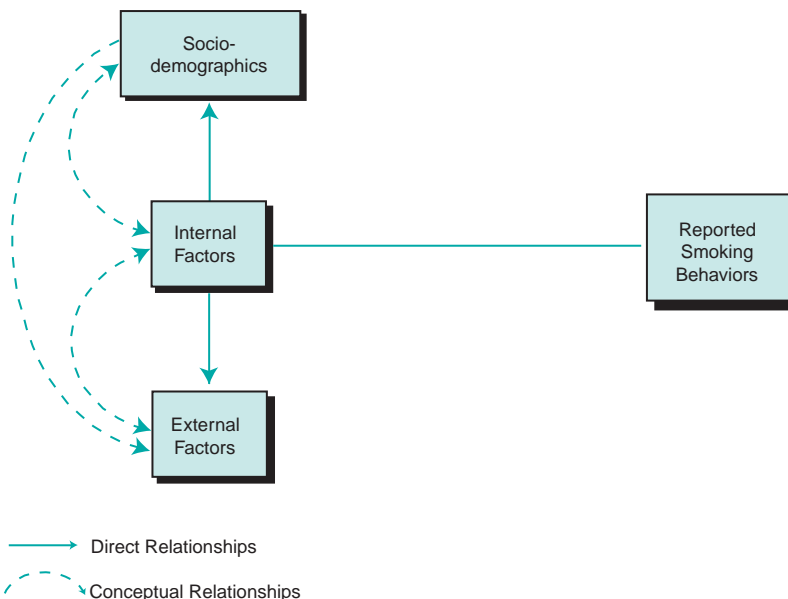 Socio-
demographics
Internal
Factors
Reported
Smoking
Behaviors
External
Factors
Direct Relationships
Conceptual Relationships